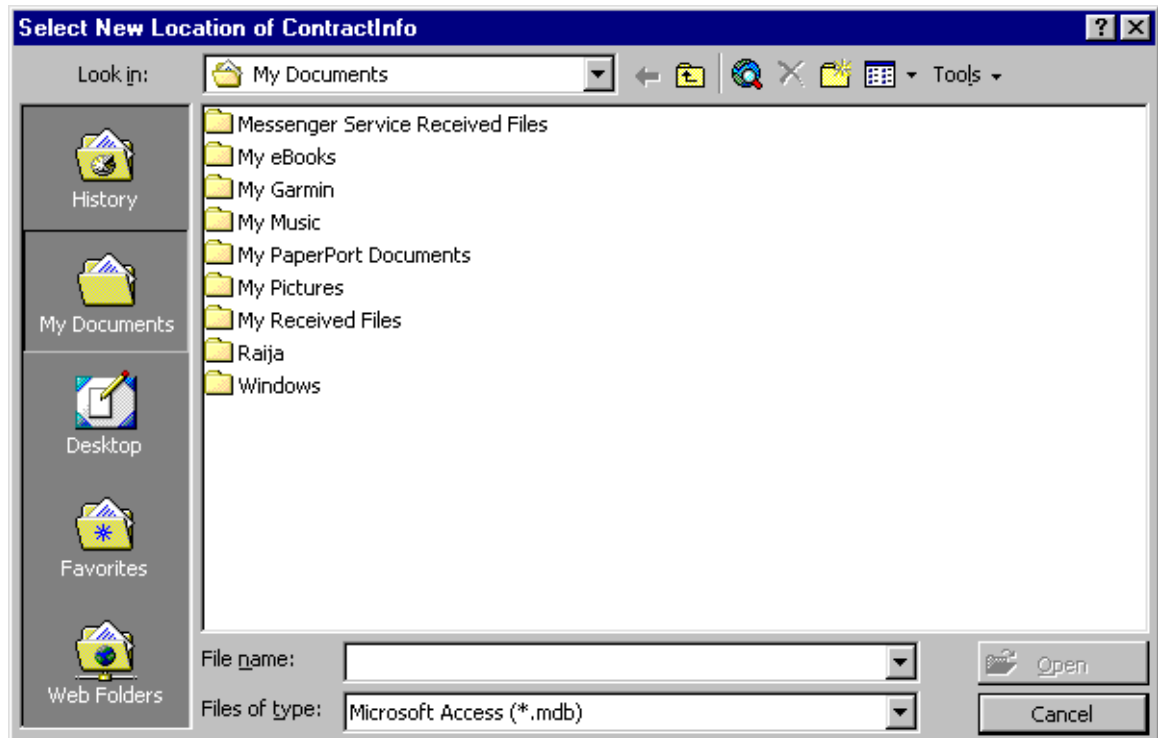 Select New Location of ContractInfo
Look in:
My Documents
Tools
History
My Documents
Desktop
Favorites
Web Folders
Messenger Service Received Files
My eBooks
My Garmin
My Music
My PaperPort Documents
My Pictures
My Received Files
Raija
Windows
File name:
Open
Files of type:
Microsoft Access (*.mdb)
Cancel